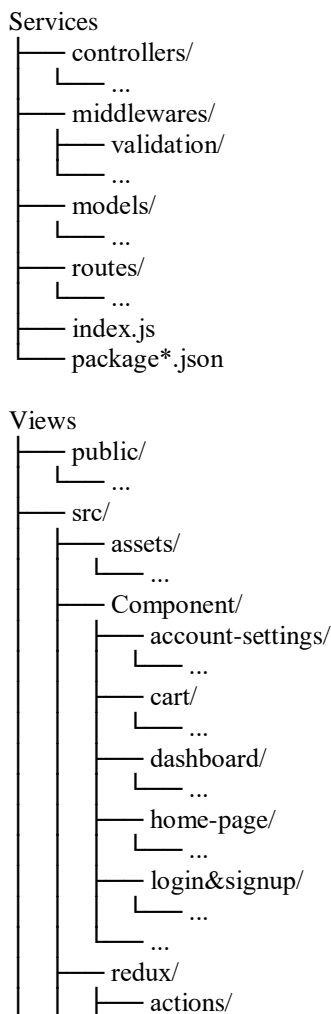 Services
├── controllers/
│   └── ...
├── middlewares/
│   ├── validation/
│   └── ...
├── models/
│   └── ...
├── routes/
│   └── ...
├── index.js
└── package*.json
Views
├── public/
│   └── ...
├── src/
│   ├── assets/
│   │   └── ...
│   ├── Component/
│   │   ├── account-settings/
│   │   │   └── ...
│   │   ├── cart/
│   │   │   └── ...
│   │   ├── dashboard/
│   │   │   └── ...
│   │   ├── home-page/
│   │   │   └── ...
│   │   ├── login&signup/
│   │   │   └── ...
│   │   └── ...
│   ├── redux/
│   │   ├── actions/